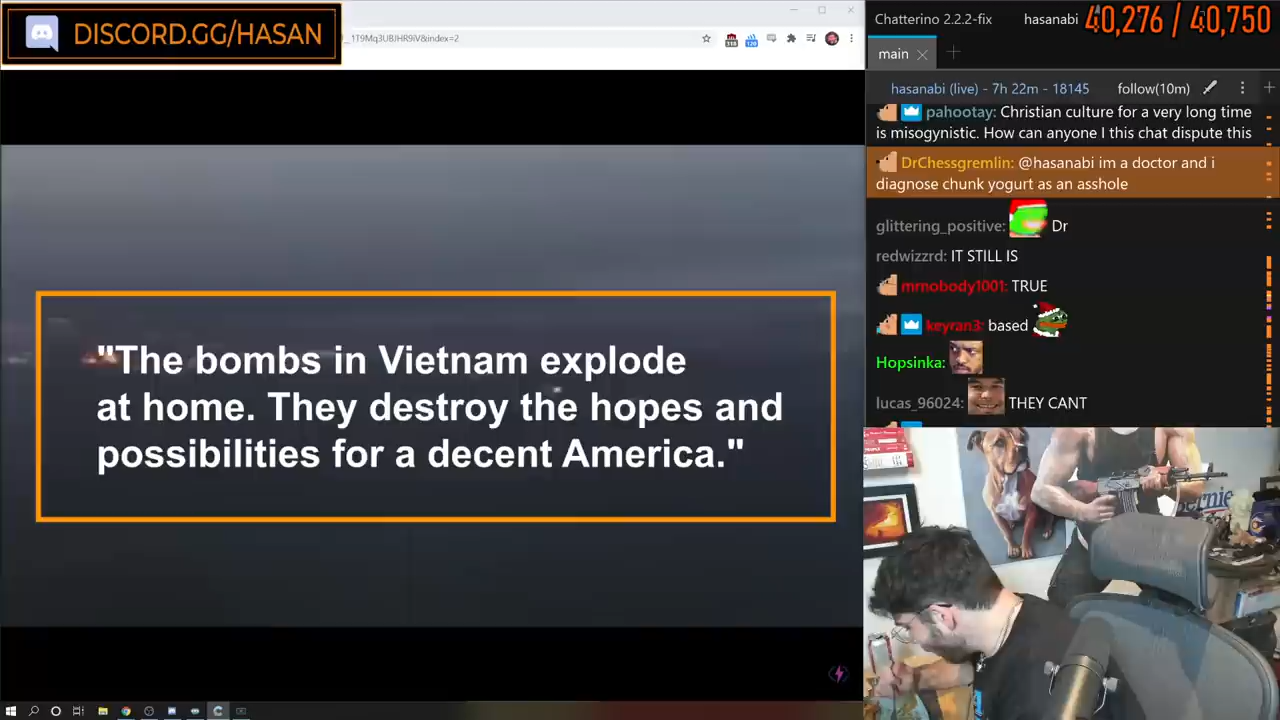 DISCORD.GG/HASAN
_1T9Mq3UBJHR9iV&index=2
"The bombs in Vietnam explode
at home. They destroy the hopes and
possibilities for a decent America."
Chatterino 2.2.2-fix
hasanabi
40,276 / 40,750
main
hasanabi (live) - 7h 22m - 18145
follow(10m)
pahootay: Christian culture for a very long time
is misogynistic. How can anyone I this chat dispute this
DrChessgremlin: @hasanabi im a doctor and i
diagnose chunk yogurt as an asshole
glittering_positive: Dr
redwizzrd: IT STILL IS
mrnobody1001: TRUE
keyran3: based
Hopsinka:
lucas_96024: THEY CANT
Bernie